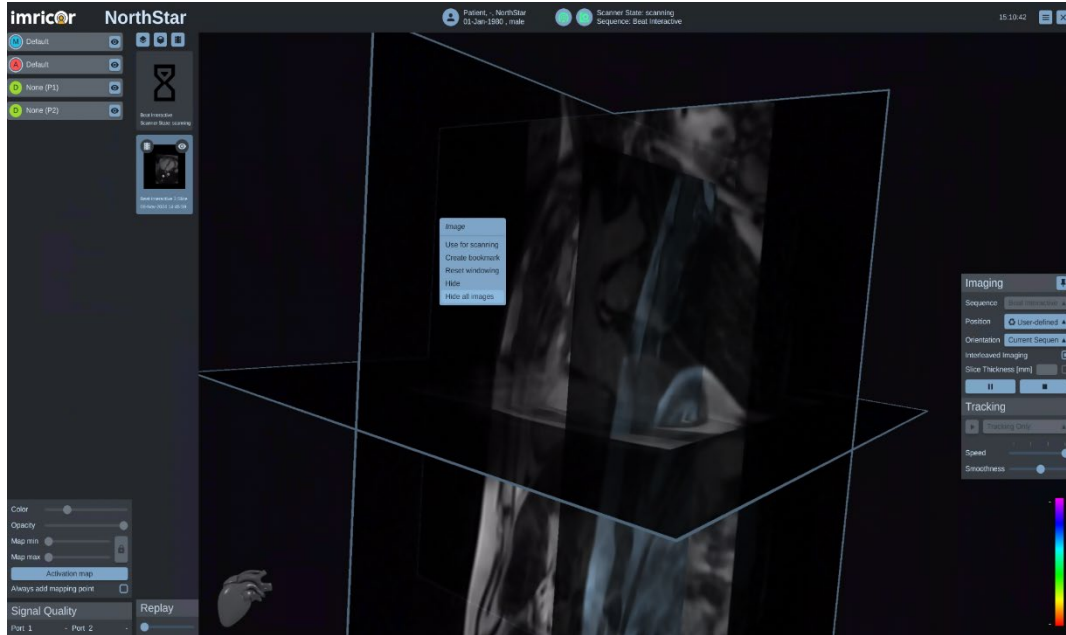 imricor NorthStar
Patient, -, NorthStar
01-Jan-1980 , male
Scanner State: scanning
Sequence: Beat Interactive
15:10:42
M Default
A Default
D None (P1)
D None (P2)
Beat Interactive
Scanner State: scanning
Image
Use for scanning
Create bookmark
Reset windowing
Hide
Hide all images
Imaging
Sequence Beat Interactive
Position User-defined
Orientation Current Sequen
Interleaved Imaging
Slice Thickness [mm]
Tracking
Tracking Only
Speed
Smoothness
Color
Opacity
Map min
Map max
Activation map
Always add mapping point
Signal Quality
Port 1 - Port 2 -
Replay